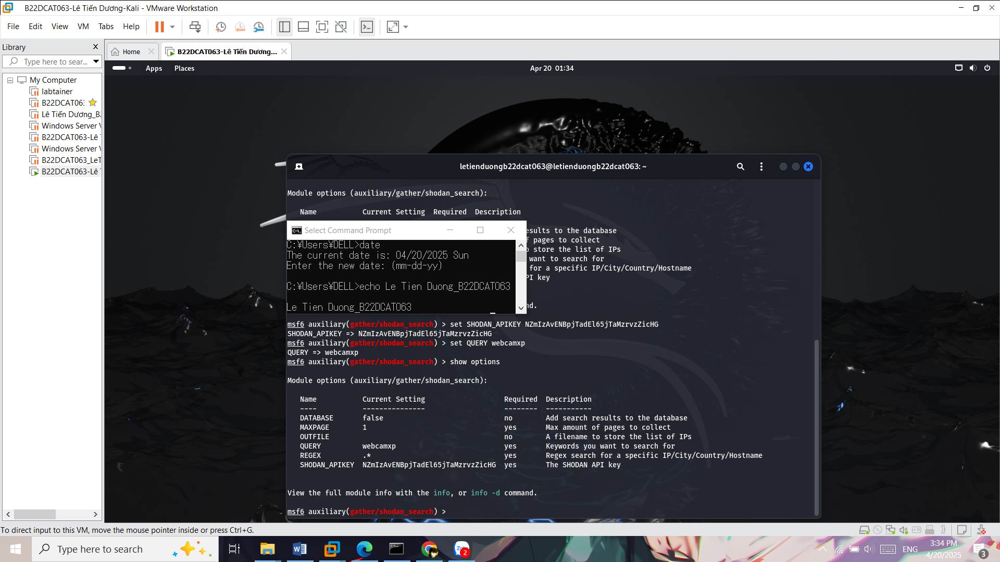 B22DCAT063-Lê Tiến Dương-Kali - VMware Workstation
File Edit View VM Tabs Help
Library
Home
B22DCAT063-Lê Tiến Dương...
Type here to sear...
Apps Places
Apr 20 01:34
My Computer
labtainer
B22DCAT06
Lê Tiến Dương_B
Windows Server
B22DCAT063-Lê
Windows Server
B22DCAT063_LeT
B22DCAT063-Lê
letienduongb22dcat063@letienduongb22dcat063: ~
Module options (auxiliary/gather/shodan_search):
Name Current Setting Required Description
Select Command Prompt
C:¥Users¥DELL>date
The current date is: 04/20/2025 Sun
Enter the new date: (mm-dd-yy)
C:¥Users¥DELL>echo Le Tien Duong_B22DCAT063
Le Tien Duong_B22DCAT063
esults to the database
pages to collect
store the list of IPs
want to search for
for a specific IP/City/Country/Hostname
PI key
nd.
msf6 auxiliary(gather/shodan_search) > set SHODAN_APIKEY NZmIzAvENBpjTadEl65jTaMzrvzZicHG
SHODAN_APIKEY => NZmIzAvENBpjTadEl65jTaMzrvzZicHG
msf6 auxiliary(gather/shodan_search) > set QUERY webcamxp
QUERY => webcamxp
msf6 auxiliary(gather/shodan_search) > show options
Module options (auxiliary/gather/shodan_search):
Name Current Setting Required Description
---- --------------- -------- -----------
DATABASE false no Add search results to the database
MAXPAGE 1 yes Max amount of pages to collect
OUTFILE no A filename to store the list of IPs
QUERY webcamxp yes Keywords you want to search for
REGEX .* yes Regex search for a specific IP/City/Country/Hostname
SHODAN_APIKEY NZmIzAvENBpjTadEl65jTaMzrvzZicHG yes The SHODAN API key
View the full module info with the info, or info -d command.
msf6 auxiliary(gather/shodan_search) >
To direct input to this VM, move the mouse pointer inside or press Ctrl+G.
Type here to search
2
ENG
3:34 PM
4/20/2025
3